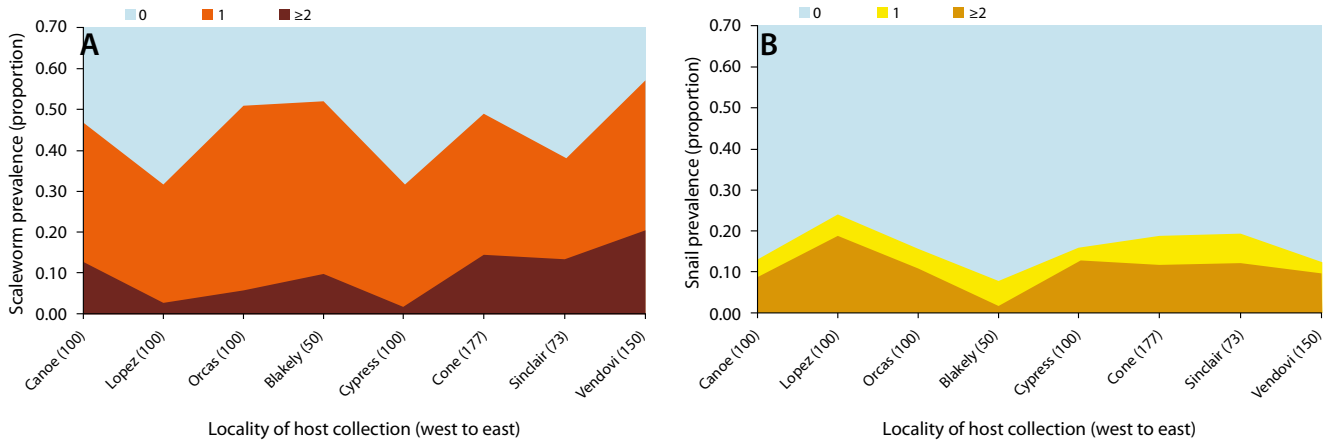 0 1 ≥2
A
Scaleworm prevalence (proportion)
0.70
0.60
0.50
0.40
0.30
0.20
0.10
0.00
Canoe (100)
Lopez (100)
Orcas (100)
Blakely (50)
Cypress (100)
Cone (177)
Sinclair (73)
Vendovi (150)
Locality of host collection (west to east)
0 1 ≥2
B
Snail prevalence (proportion)
0.70
0.60
0.50
0.40
0.30
0.20
0.10
0.00
Canoe (100)
Lopez (100)
Orcas (100)
Blakely (50)
Cypress (100)
Cone (177)
Sinclair (73)
Vendovi (150)
Locality of host collection (west to east)